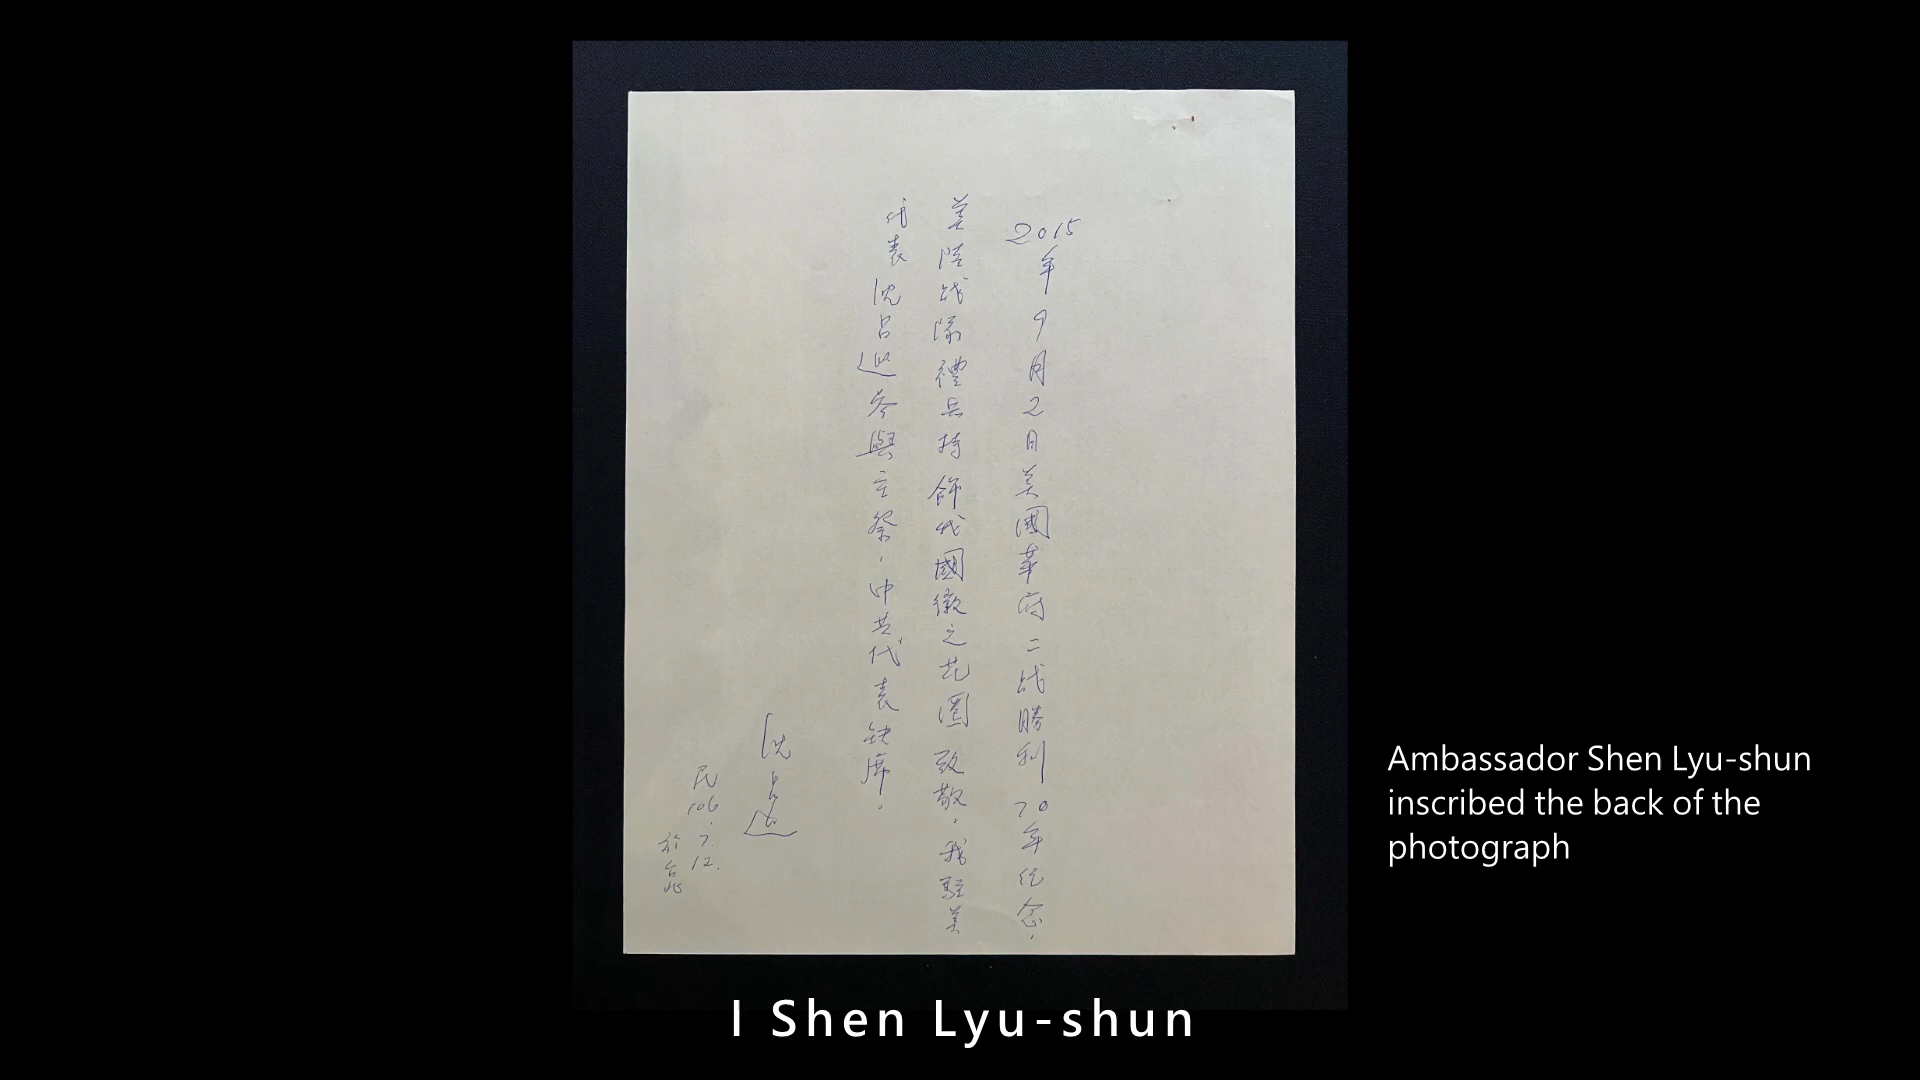 2015年9月2日美國華府二战勝利70年纪念,
美陸战隊禮兵持飾我國徽之花圈致敬,我駐美
代表沈呂巡参與主祭,中共代表缺席.
沈呂巡
民106.7.12.
於台北
Ambassador Shen Lyu-shun
inscribed the back of the
photograph
I Shen Lyu-shun